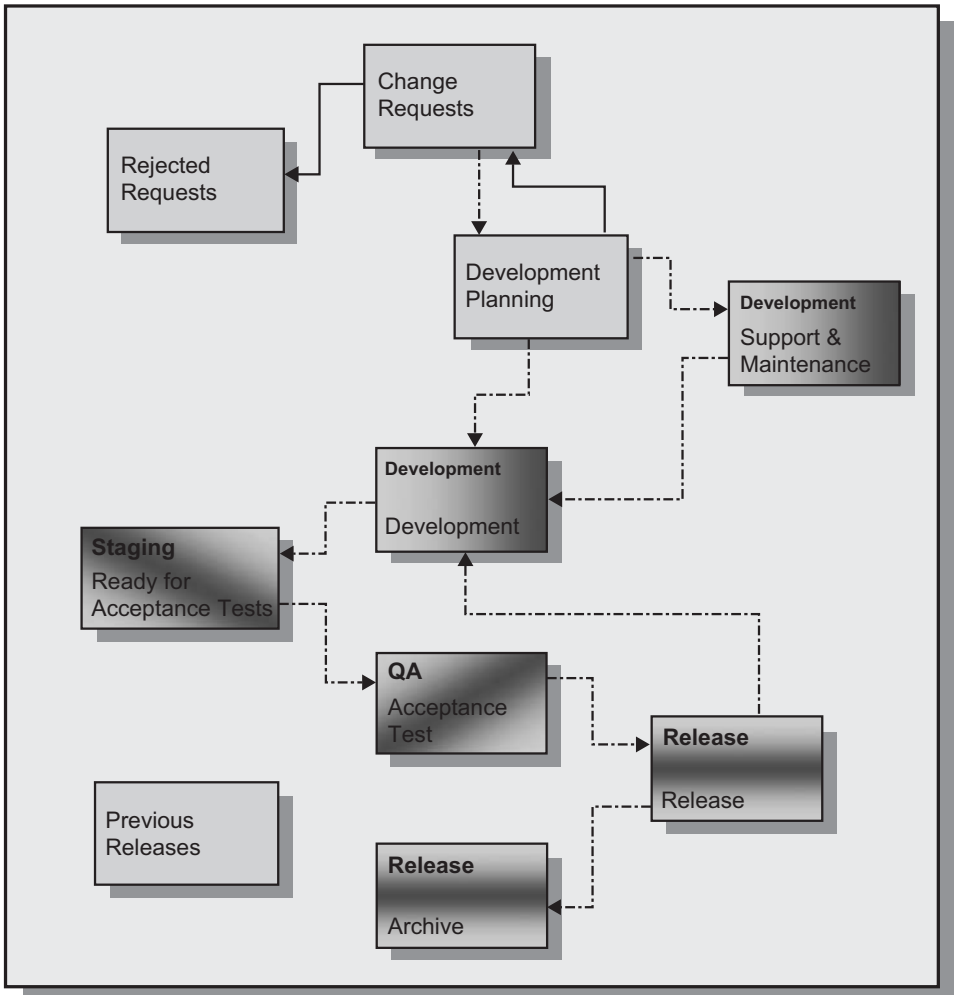 Change
Requests
Rejected
Requests
Development
Planning
Development
Support &
Maintenance
Development
Development
Staging
Ready for
Acceptance Tests
QA
Acceptance
Test
Release
Release
Previous
Releases
Release
Archive